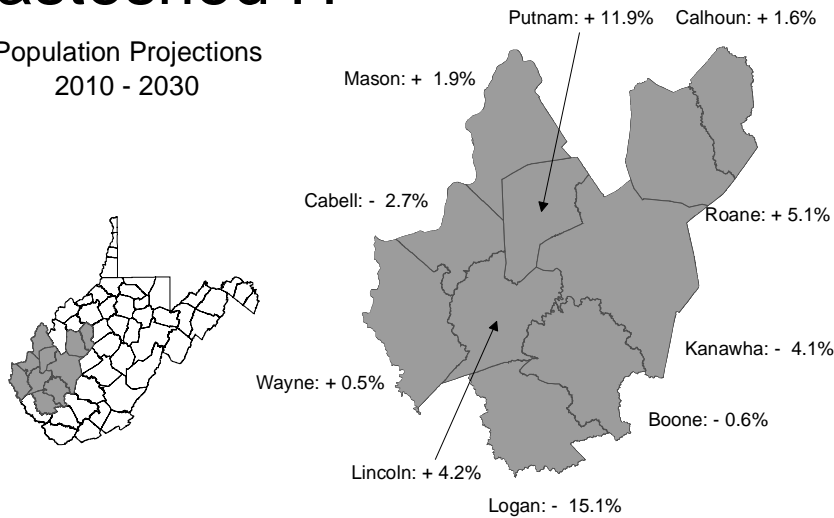 Population Projections
2010 - 2030
Putnam: + 11.9%
Calhoun: + 1.6%
Mason: + 1.9%
Cabell: - 2.7%
Roane: + 5.1%
Kanawha: - 4.1%
Wayne: + 0.5%
Boone: - 0.6%
Lincoln: + 4.2%
Logan: - 15.1%